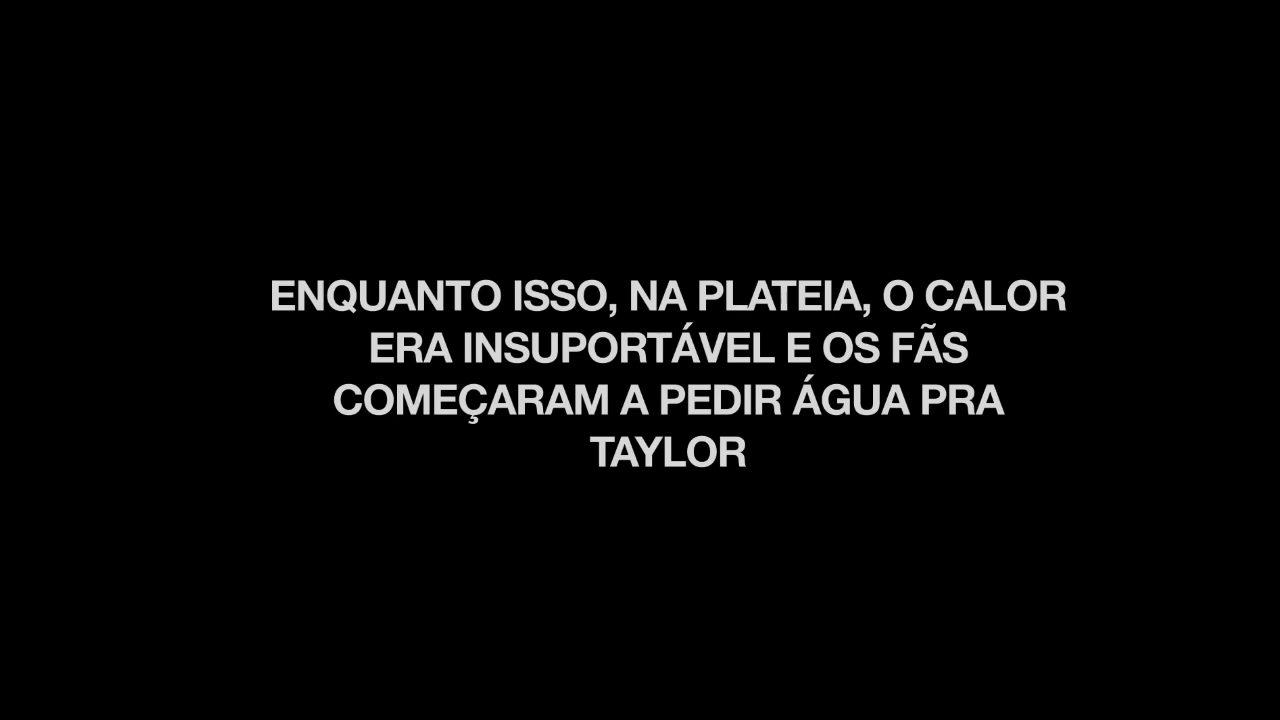 ENQUANTO ISSO, NA PLATEIA, O CALOR
ERA INSUPORTÁVEL E OS FÃS
COMEÇARAM A PEDIR ÁGUA PRA
TAYLOR